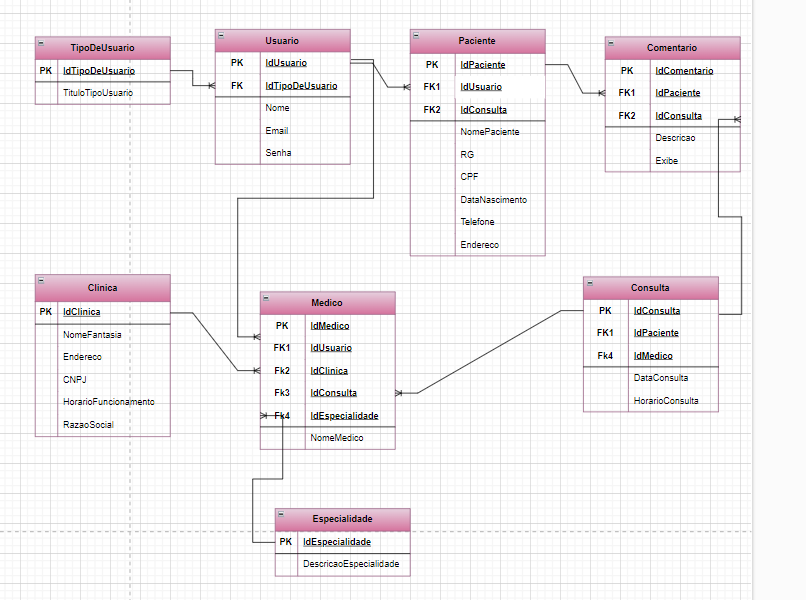 TipoDeUsuario
PK IdTipoDeUsuario
TituloTipoUsuario
Usuario
PK IdUsuario
FK IdTipoDeUsuario
Nome
Email
Senha
Paciente
PK IdPaciente
FK1 IdUsuario
FK2 IdConsulta
NomePaciente
RG
CPF
DataNascimento
Telefone
Endereco
Comentario
PK IdComentario
FK1 IdPaciente
FK2 IdConsulta
Descricao
Exibe
Clinica
PK IdClinica
NomeFantasia
Endereco
CNPJ
HorarioFuncionamento
RazaoSocial
Medico
PK IdMedico
FK1 IdUsuario
Fk2 IdClinica
Fk3 IdConsulta
Fk4 IdEspecialidade
NomeMedico
Consulta
PK IdConsulta
FK1 IdPaciente
Fk4 IdMedico
DataConsulta
HorarioConsulta
Especialidade
PK IdEspecialidade
DescricaoEspecialidade